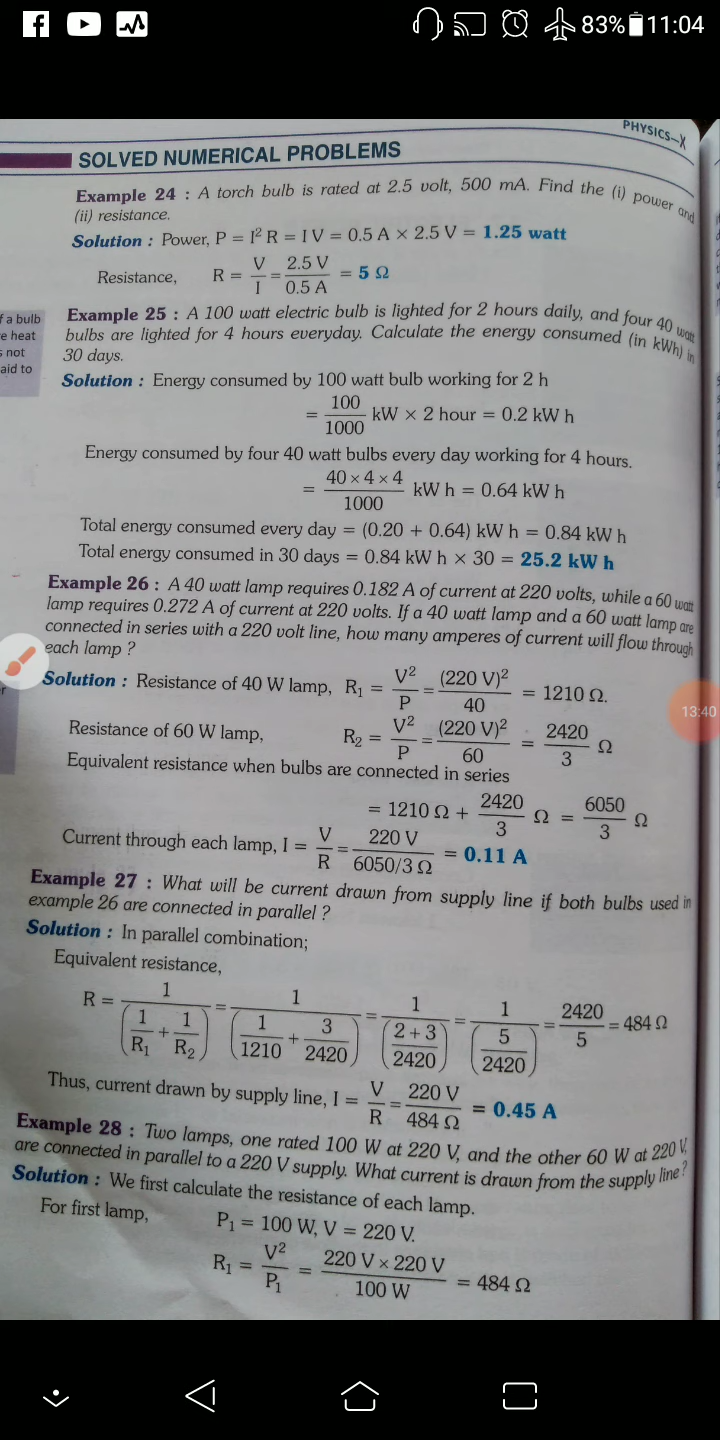 83% 11:04
PHYSICS–X
SOLVED NUMERICAL PROBLEMS
Example 24 : A torch bulb is rated at 2.5 volt, 500 mA. Find the (i) power and
(ii) resistance.
Solution : Power, P = I² R = I V = 0.5 A × 2.5 V = 1.25 watt
Resistance, R = V/I = 2.5 V/0.5 A = 5 Ω
f a bulb
e heat
s not
aid to
Example 25 : A 100 watt electric bulb is lighted for 2 hours daily, and four 40 watt
bulbs are lighted for 4 hours everyday. Calculate the energy consumed (in kWh) in
30 days.
Solution : Energy consumed by 100 watt bulb working for 2 h
= 100/1000 kW × 2 hour = 0.2 kW h
Energy consumed by four 40 watt bulbs every day working for 4 hours.
= 40 × 4 × 4/1000 kW h = 0.64 kW h
Total energy consumed every day = (0.20 + 0.64) kW h = 0.84 kW h
Total energy consumed in 30 days = 0.84 kW h × 30 = 25.2 kW h
Example 26 : A 40 watt lamp requires 0.182 A of current at 220 volts, while a 60 watt
lamp requires 0.272 A of current at 220 volts. If a 40 watt lamp and a 60 watt lamp are
connected in series with a 220 volt line, how many amperes of current will flow through
each lamp ?
Solution : Resistance of 40 W lamp, R₁ = V²/P = (220 V)²/40 = 1210 Ω.
13:40
Resistance of 60 W lamp, R₂ = V²/P = (220 V)²/60 = 2420/3 Ω
Equivalent resistance when bulbs are connected in series
= 1210 Ω + 2420/3 Ω = 6050/3 Ω
Current through each lamp, I = V/R = 220 V/6050/3 Ω = 0.11 A
Example 27 : What will be current drawn from supply line if both bulbs used in
example 26 are connected in parallel ?
Solution : In parallel combination;
Equivalent resistance,
R = 1/(1/R₁ + 1/R₂) = 1/(1/1210 + 3/2420) = 1/((2 + 3)/2420) = 1/(5/2420) = 2420/5 = 484 Ω
Thus, current drawn by supply line, I = V/R = 220 V/484 Ω = 0.45 A
Example 28 : Two lamps, one rated 100 W at 220 V, and the other 60 W at 220 V,
are connected in parallel to a 220 V supply. What current is drawn from the supply line ?
Solution : We first calculate the resistance of each lamp.
For first lamp, P₁ = 100 W, V = 220 V.
R₁ = V²/P₁ = 220 V × 220 V/100 W = 484 Ω